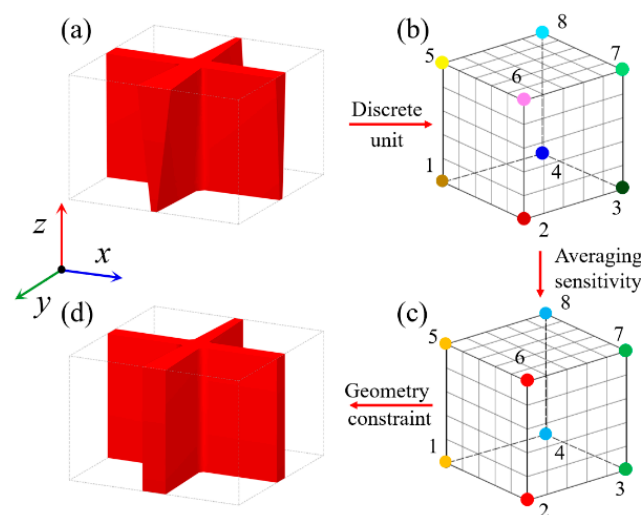 (a)
(b)
8
7
5
6
Discrete
unit
1
4
3
2
z
x
y
Averaging
sensitivity
(d)
(c)
8
7
5
6
Geometry
constraint
1
4
3
2